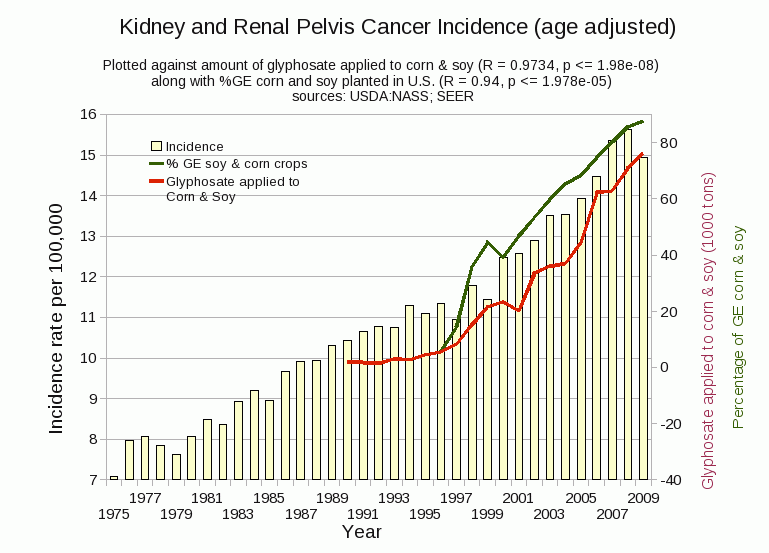 Kidney and Renal Pelvis Cancer Incidence (age adjusted)
Plotted against amount of glyphosate applied to corn & soy (R = 0.9734, p <= 1.98e-08)
along with %GE corn and soy planted in U.S. (R = 0.94, p <= 1.978e-05)
sources: USDA:NASS; SEER
Incidence
% GE soy & corn crops
Glyphosate applied to
Corn & Soy
Incidence rate per 100,000
16
15
14
13
12
11
10
9
8
7
80
60
40
20
0
-20
-40
Glyphosate applied to corn & soy (1000 tons)
Percentage of GE corn & soy
1977 1981 1985 1989 1993 1997 2001 2005 2009
1975 1979 1983 1987 1991 1995 1999 2003 2007
Year